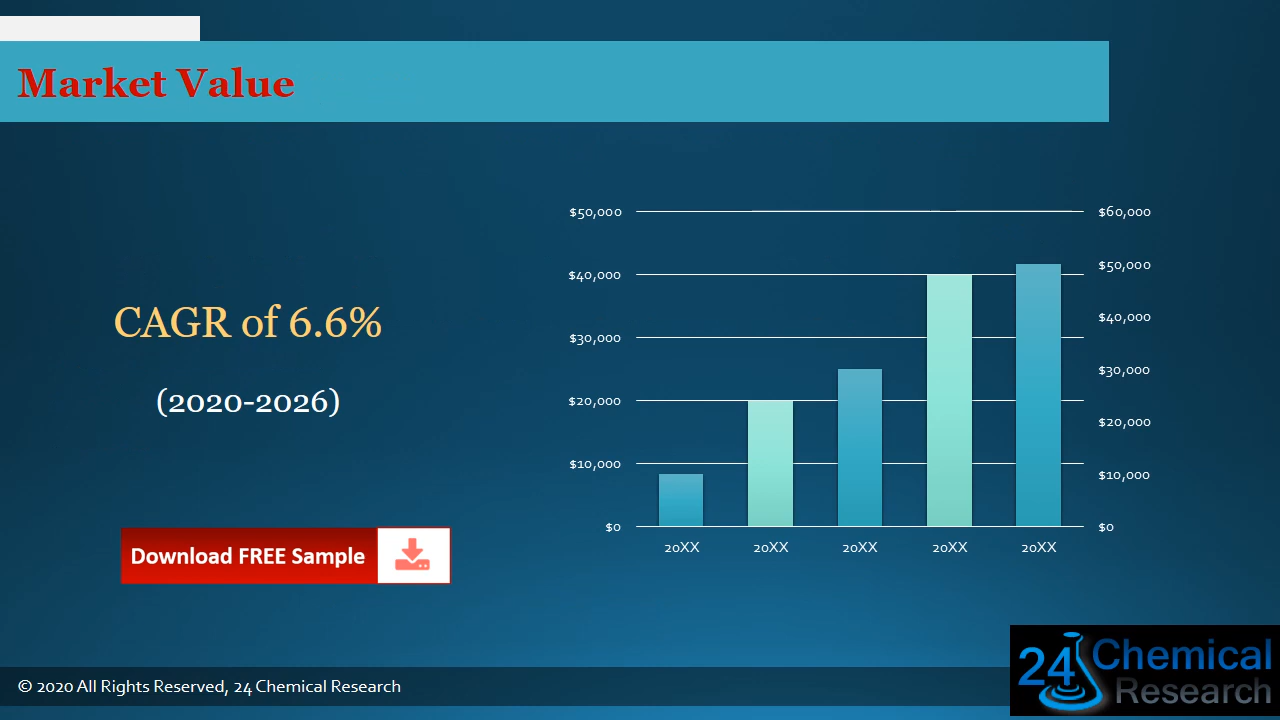 Market Value
CAGR of 6.6%
(2020-2026)
Download FREE Sample
$50,000
$40,000
$30,000
$20,000
$10,000
$0
$60,000
$50,000
$40,000
$30,000
$20,000
$10,000
$0
20XX 20XX 20XX 20XX 20XX
© 2020 All Rights Reserved, 24 Chemical Research
24 Chemical
Research